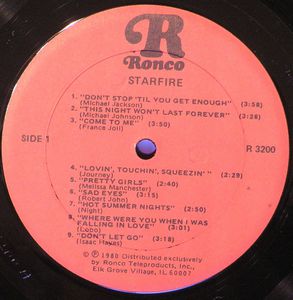 R
Ronco
STARFIRE
1. "DON'T STOP 'TIL YOU GET ENOUGH"
(Michael Jackson) (3:58)
2. "THIS NIGHT WON'T LAST FOREVER"
(Michael Johnson) (3:28)
3. "COME TO ME" (3:50)
(France Joli)
SIDE 1
R 3200
4. "LOVIN', TOUCHIN', SQUEEZIN'" (2:29)
(Journey)
5. "PRETTY GIRLS" (2:40)
(Melissa Manchester)
6. "SAD EYES" (3:15)
(Robert John)
7. "HOT SUMMER NIGHTS" (2:50)
(Night)
8. "WHERE WERE YOU WHEN I WAS
FALLING IN LOVE" (3:01)
(Lobo)
9. "DON'T LET GO" (3:18)
(Isaac Hayes)
© ℗ 1980 Distributed exclusively
by Ronco Teleproducts, Inc.,
Elk Grove Village, IL 60007